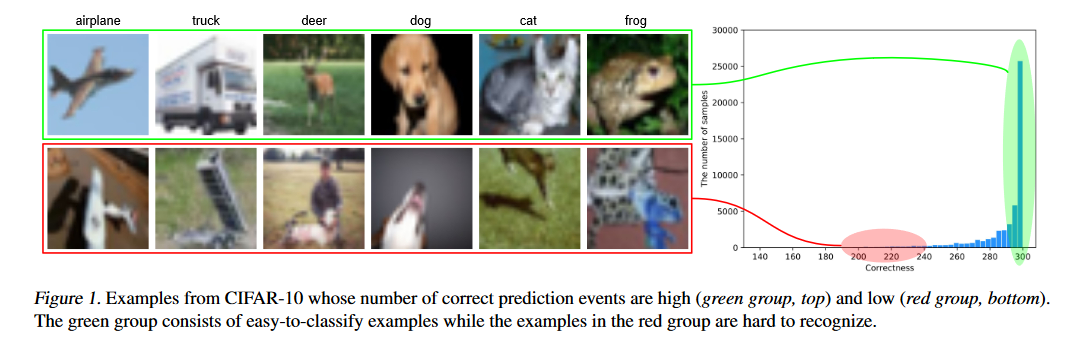 airplane truck deer dog cat frog
30000
25000
20000
15000
10000
5000
0
The number of samples
140 160 180 200 220 240 260 280 300
Correctness
Figure 1. Examples from CIFAR-10 whose number of correct prediction events are high (green group, top) and low (red group, bottom).
The green group consists of easy-to-classify examples while the examples in the red group are hard to recognize.